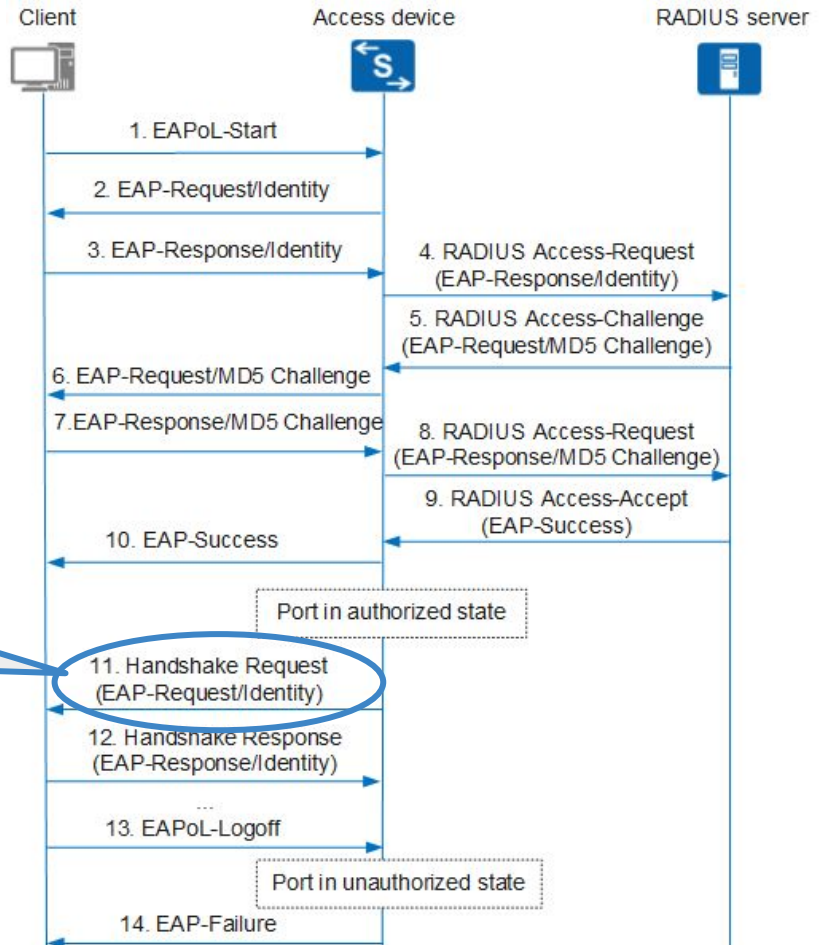 Client
Access device
RADIUS server
S
1. EAPoL-Start
2. EAP-Request/Identity
3. EAP-Response/Identity
4. RADIUS Access-Request
(EAP-Response/Identity)
5. RADIUS Access-Challenge
(EAP-Request/MD5 Challenge)
6. EAP-Request/MD5 Challenge
7.EAP-Response/MD5 Challenge
8. RADIUS Access-Request
(EAP-Response/MD5 Challenge)
9. RADIUS Access-Accept
(EAP-Success)
10. EAP-Success
Port in authorized state
11. Handshake Request
(EAP-Request/Identity)
12. Handshake Response
(EAP-Response/Identity)
...
13. EAPoL-Logoff
Port in unauthorized state
14. EAP-Failure